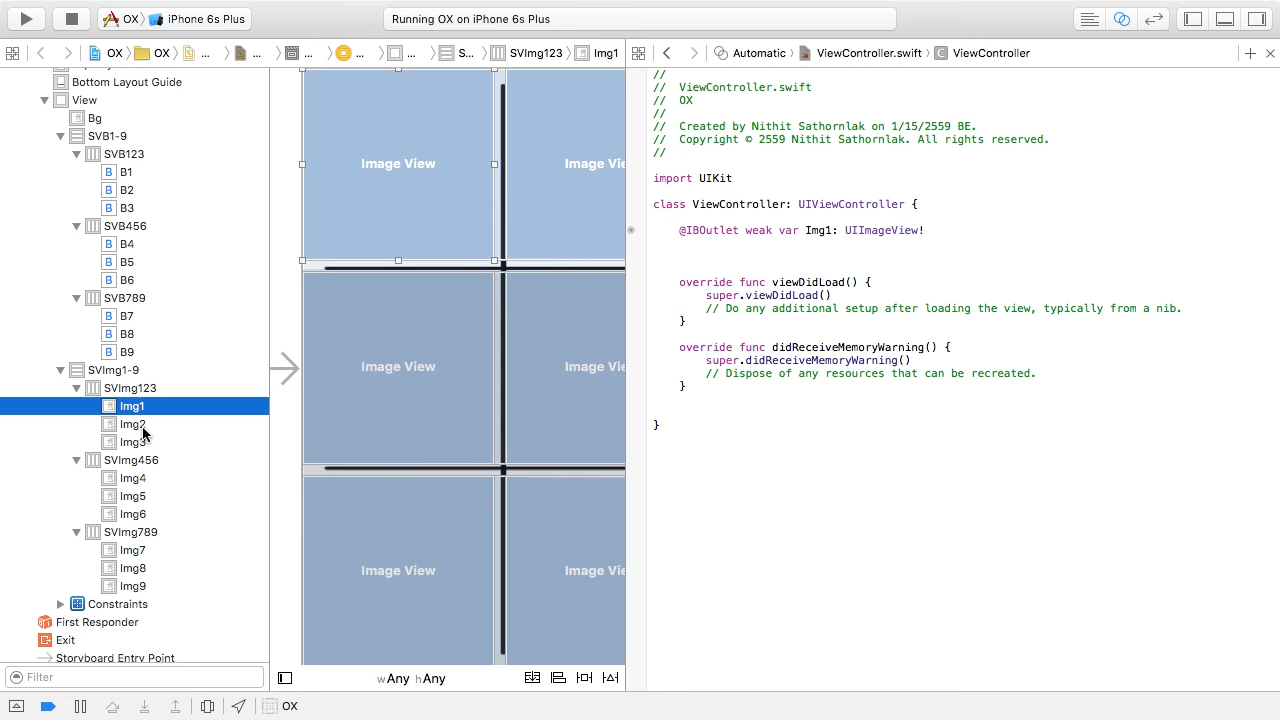 OX
iPhone 6s Plus
Running OX on iPhone 6s Plus
OX
OX
...
...
...
...
...
S...
SVImg123
Img1
Automatic
ViewController.swift
ViewController
Bottom Layout Guide
View
Bg
SVB1-9
SVB123
B B1
B B2
B B3
SVB456
B B4
B B5
B B6
SVB789
B B7
B B8
B B9
SVImg1-9
SVImg123
Img1
Img2
Img3
SVImg456
Img4
Img5
Img6
SVImg789
Img7
Img8
Img9
Constraints
First Responder
Exit
Storyboard Entry Point
Filter
Image View
Image Vie
Image View
Image Vie
Image View
Image Vie
wAny hAny
//
// ViewController.swift
// OX
//
// Created by Nithit Sathornlak on 1/15/2559 BE.
// Copyright © 2559 Nithit Sathornlak. All rights reserved.
//
import UIKit
class ViewController: UIViewController {
@IBOutlet weak var Img1: UIImageView!
override func viewDidLoad() {
super.viewDidLoad()
// Do any additional setup after loading the view, typically from a nib.
}
override func didReceiveMemoryWarning() {
super.didReceiveMemoryWarning()
// Dispose of any resources that can be recreated.
}
}
OX